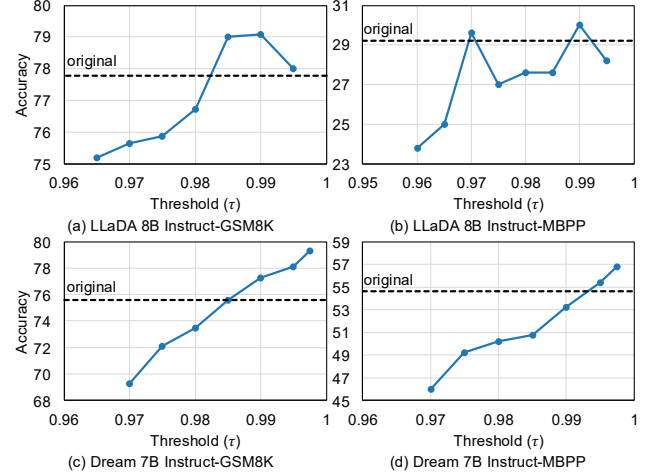 80
79
78
77
76
75
Accuracy
original
0.96 0.97 0.98 0.99 1
Threshold (τ)
(a) LLaDA 8B Instruct-GSM8K
31
29
27
25
23
original
0.95 0.96 0.97 0.98 0.99 1
Threshold (τ)
(b) LLaDA 8B Instruct-MBPP
80
78
76
74
72
70
68
Accuracy
original
0.96 0.97 0.98 0.99 1
Threshold (τ)
(c) Dream 7B Instruct-GSM8K
59
57
55
53
51
49
47
45
original
0.96 0.97 0.98 0.99 1
Threshold (τ)
(d) Dream 7B Instruct-MBPP